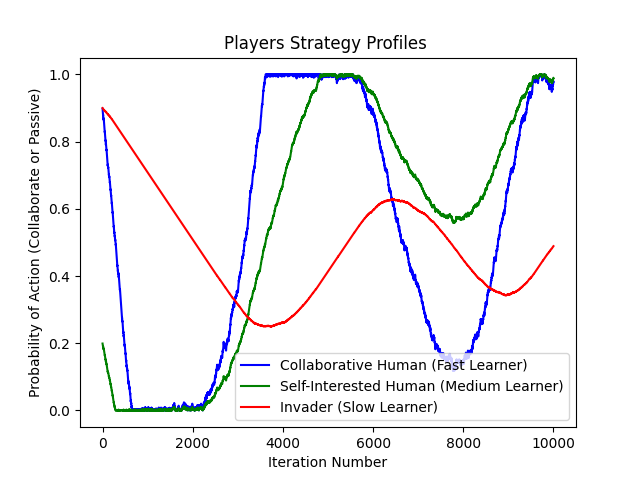 Players Strategy Profiles
Probability of Action (Collaborate or Passive)
1.0
0.8
0.6
0.4
0.2
0.0
Collaborative Human (Fast Learner)
Self-Interested Human (Medium Learner)
Invader (Slow Learner)
0 2000 4000 6000 8000 10000
Iteration Number